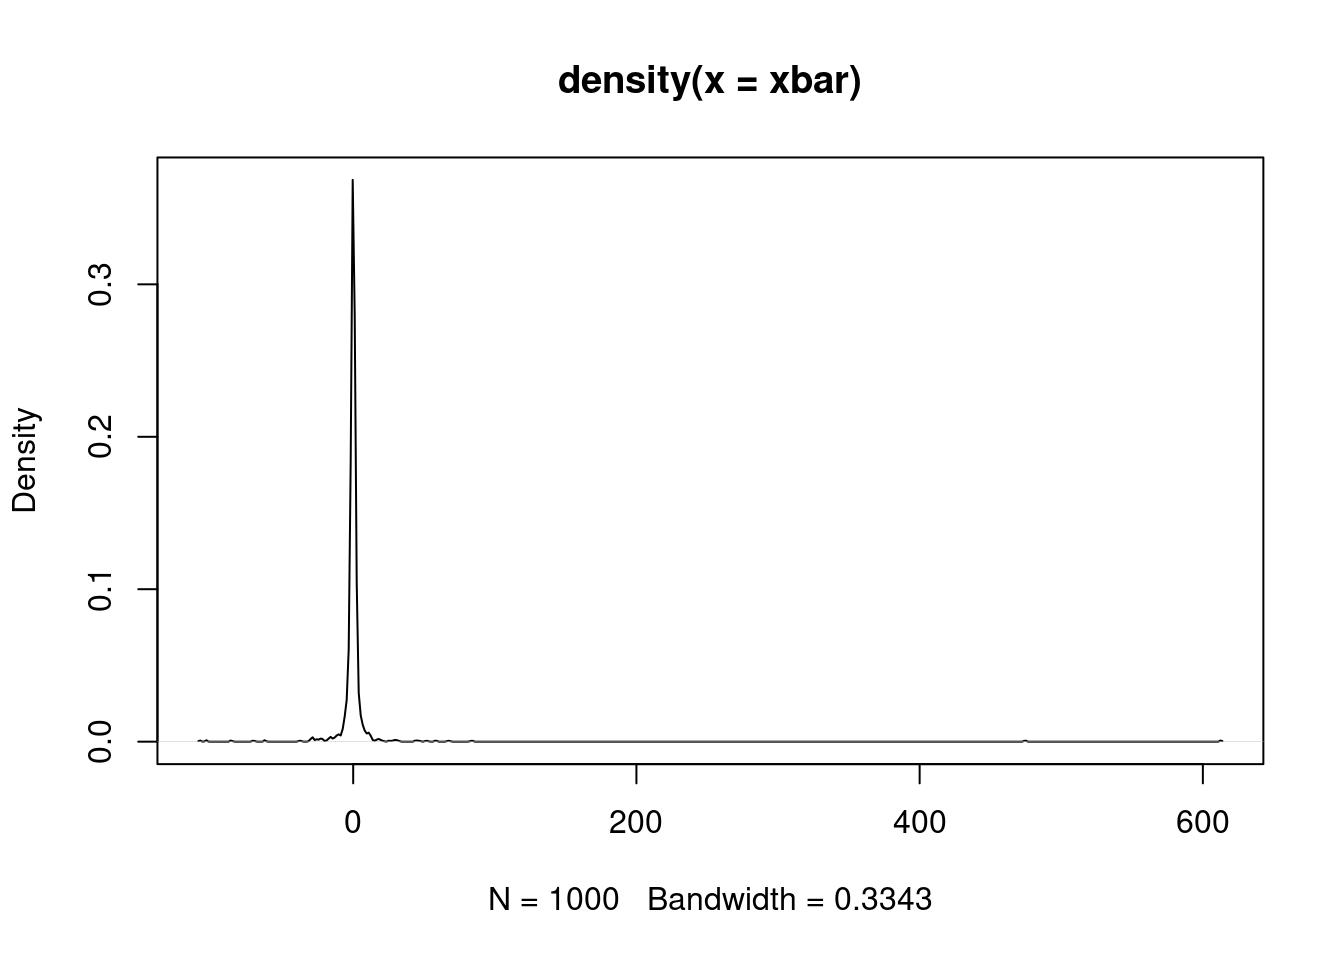 density(x = xbar)
Density
0.3
0.2
0.1
0.0
0 200 400 600
N = 1000 Bandwidth = 0.3343